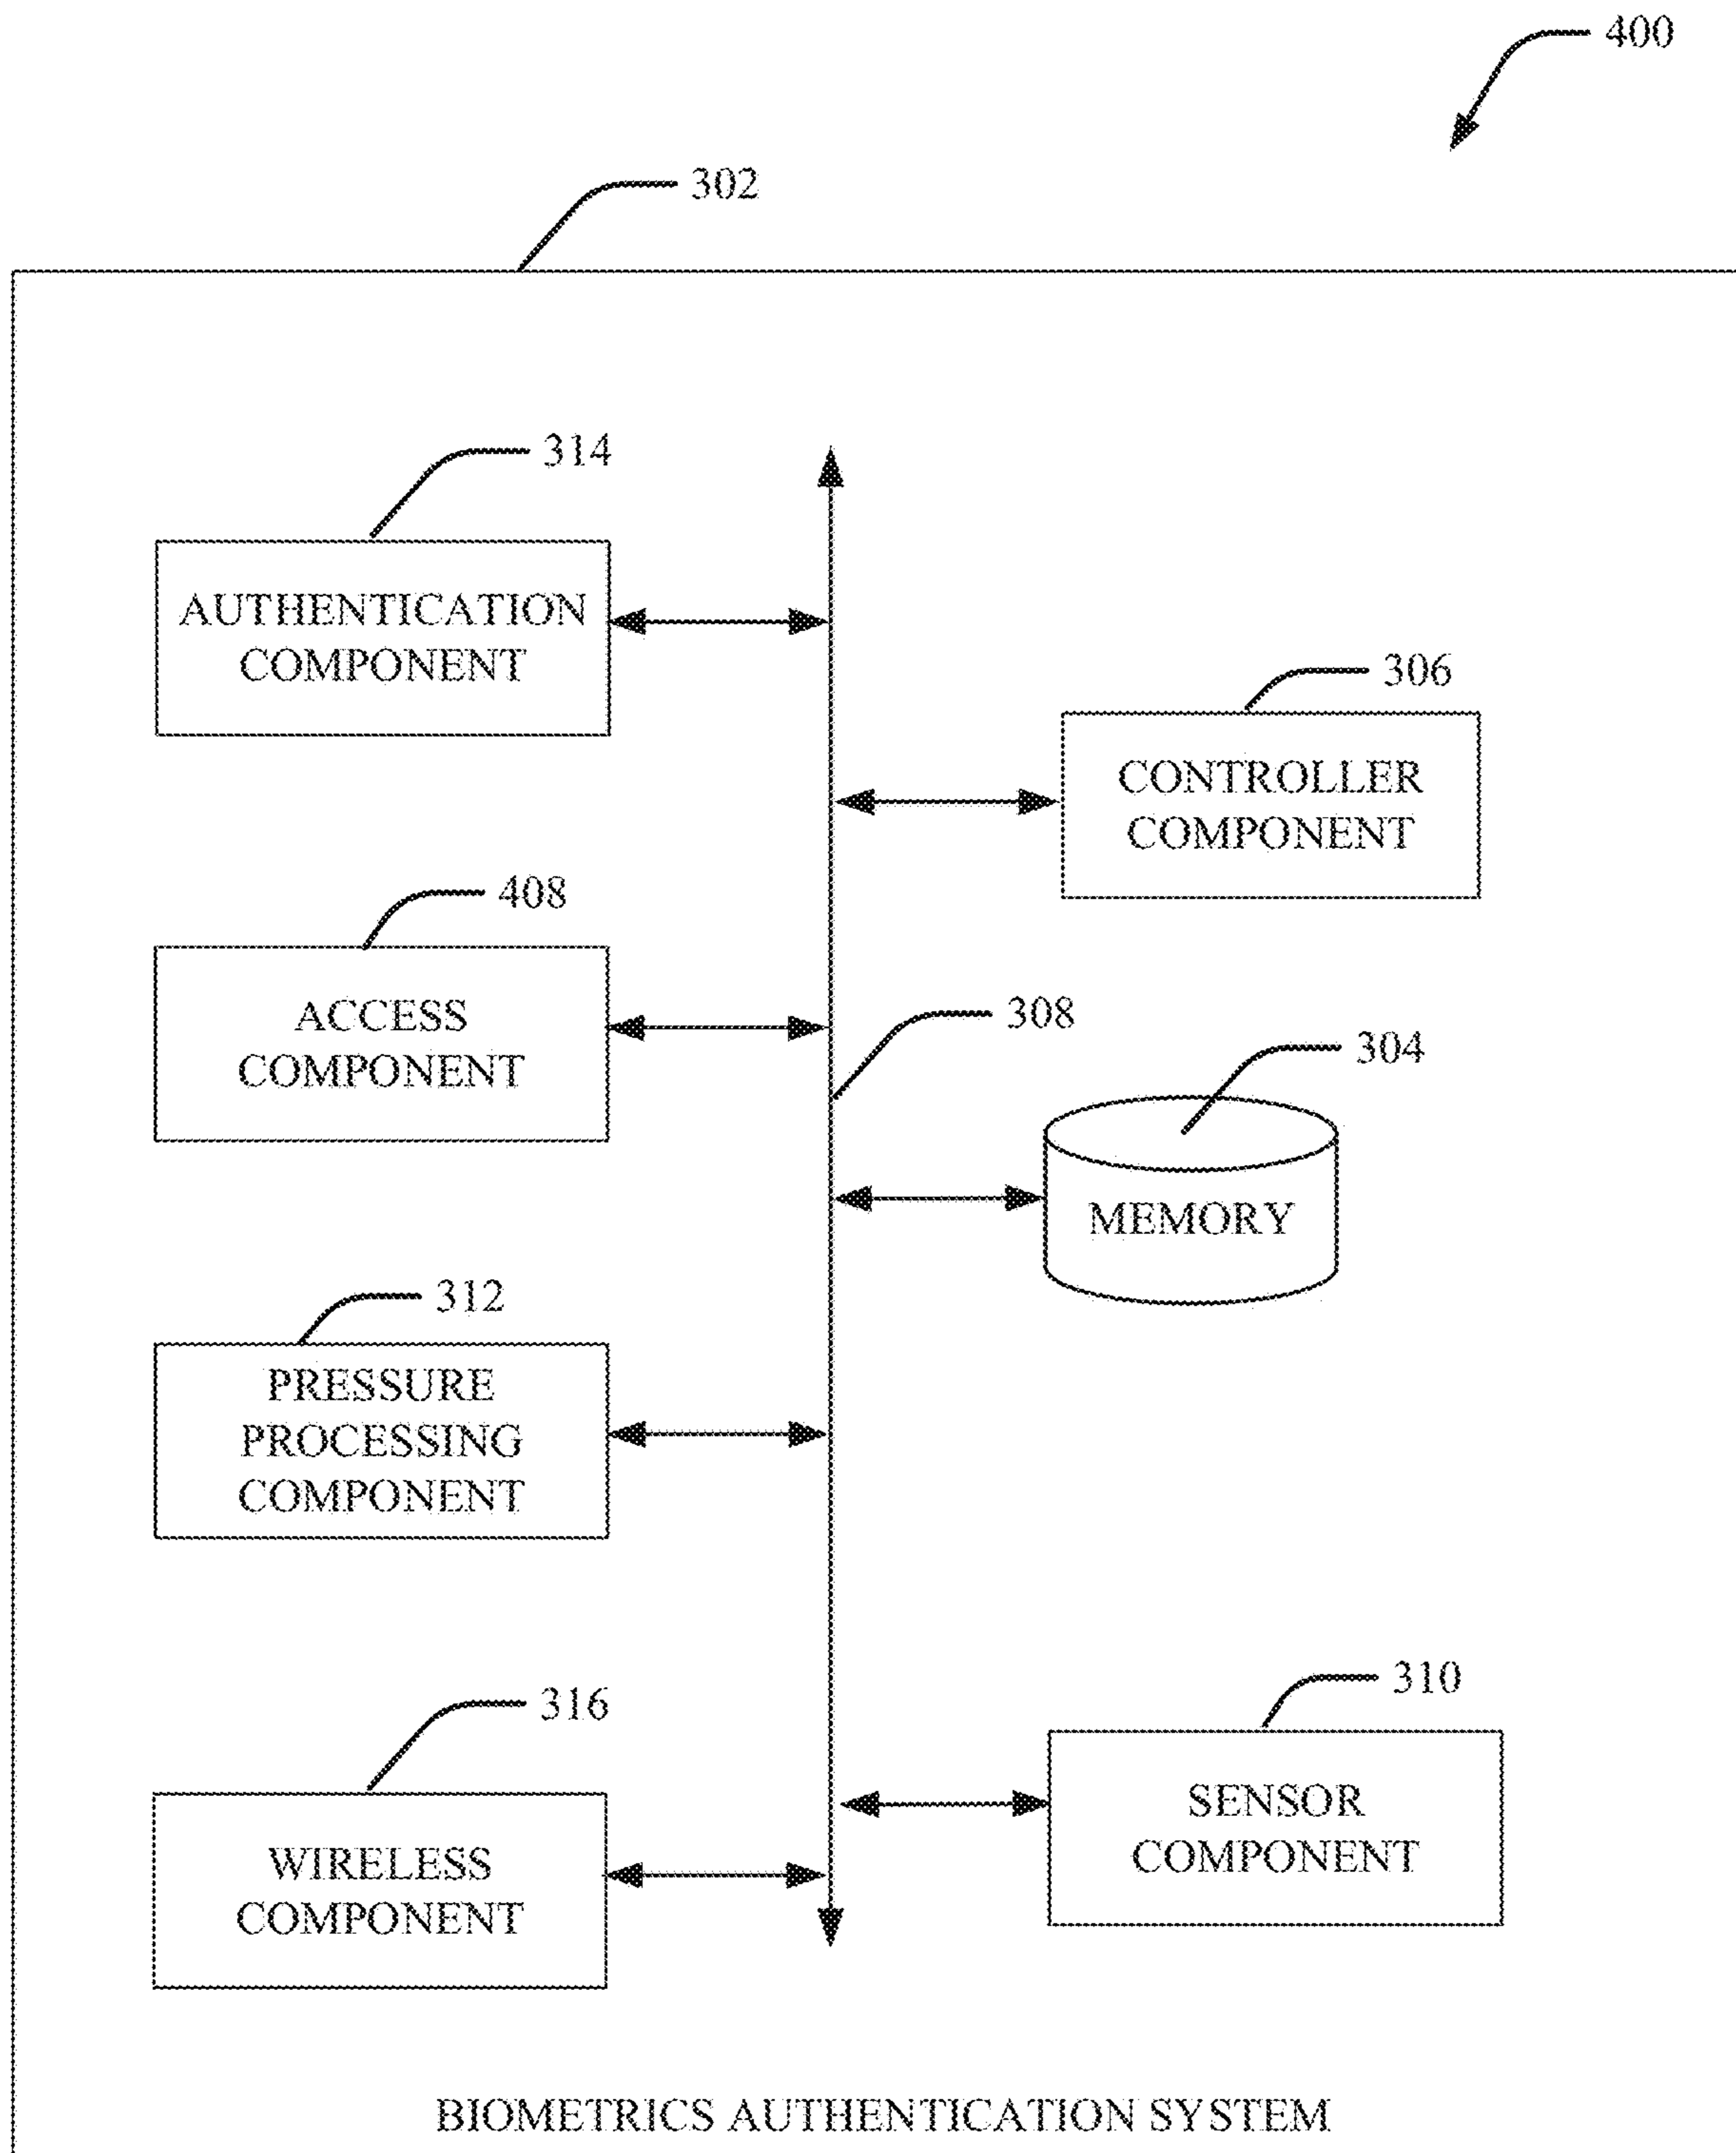 400
302
314
AUTHENTICATION
COMPONENT
306
CONTROLLER
COMPONENT
408
ACCESS
COMPONENT
308
304
MEMORY
312
PRESSURE
PROCESSING
COMPONENT
316
WIRELESS
COMPONENT
310
SENSOR
COMPONENT
BIOMETRICS AUTHENTICATION SYSTEM